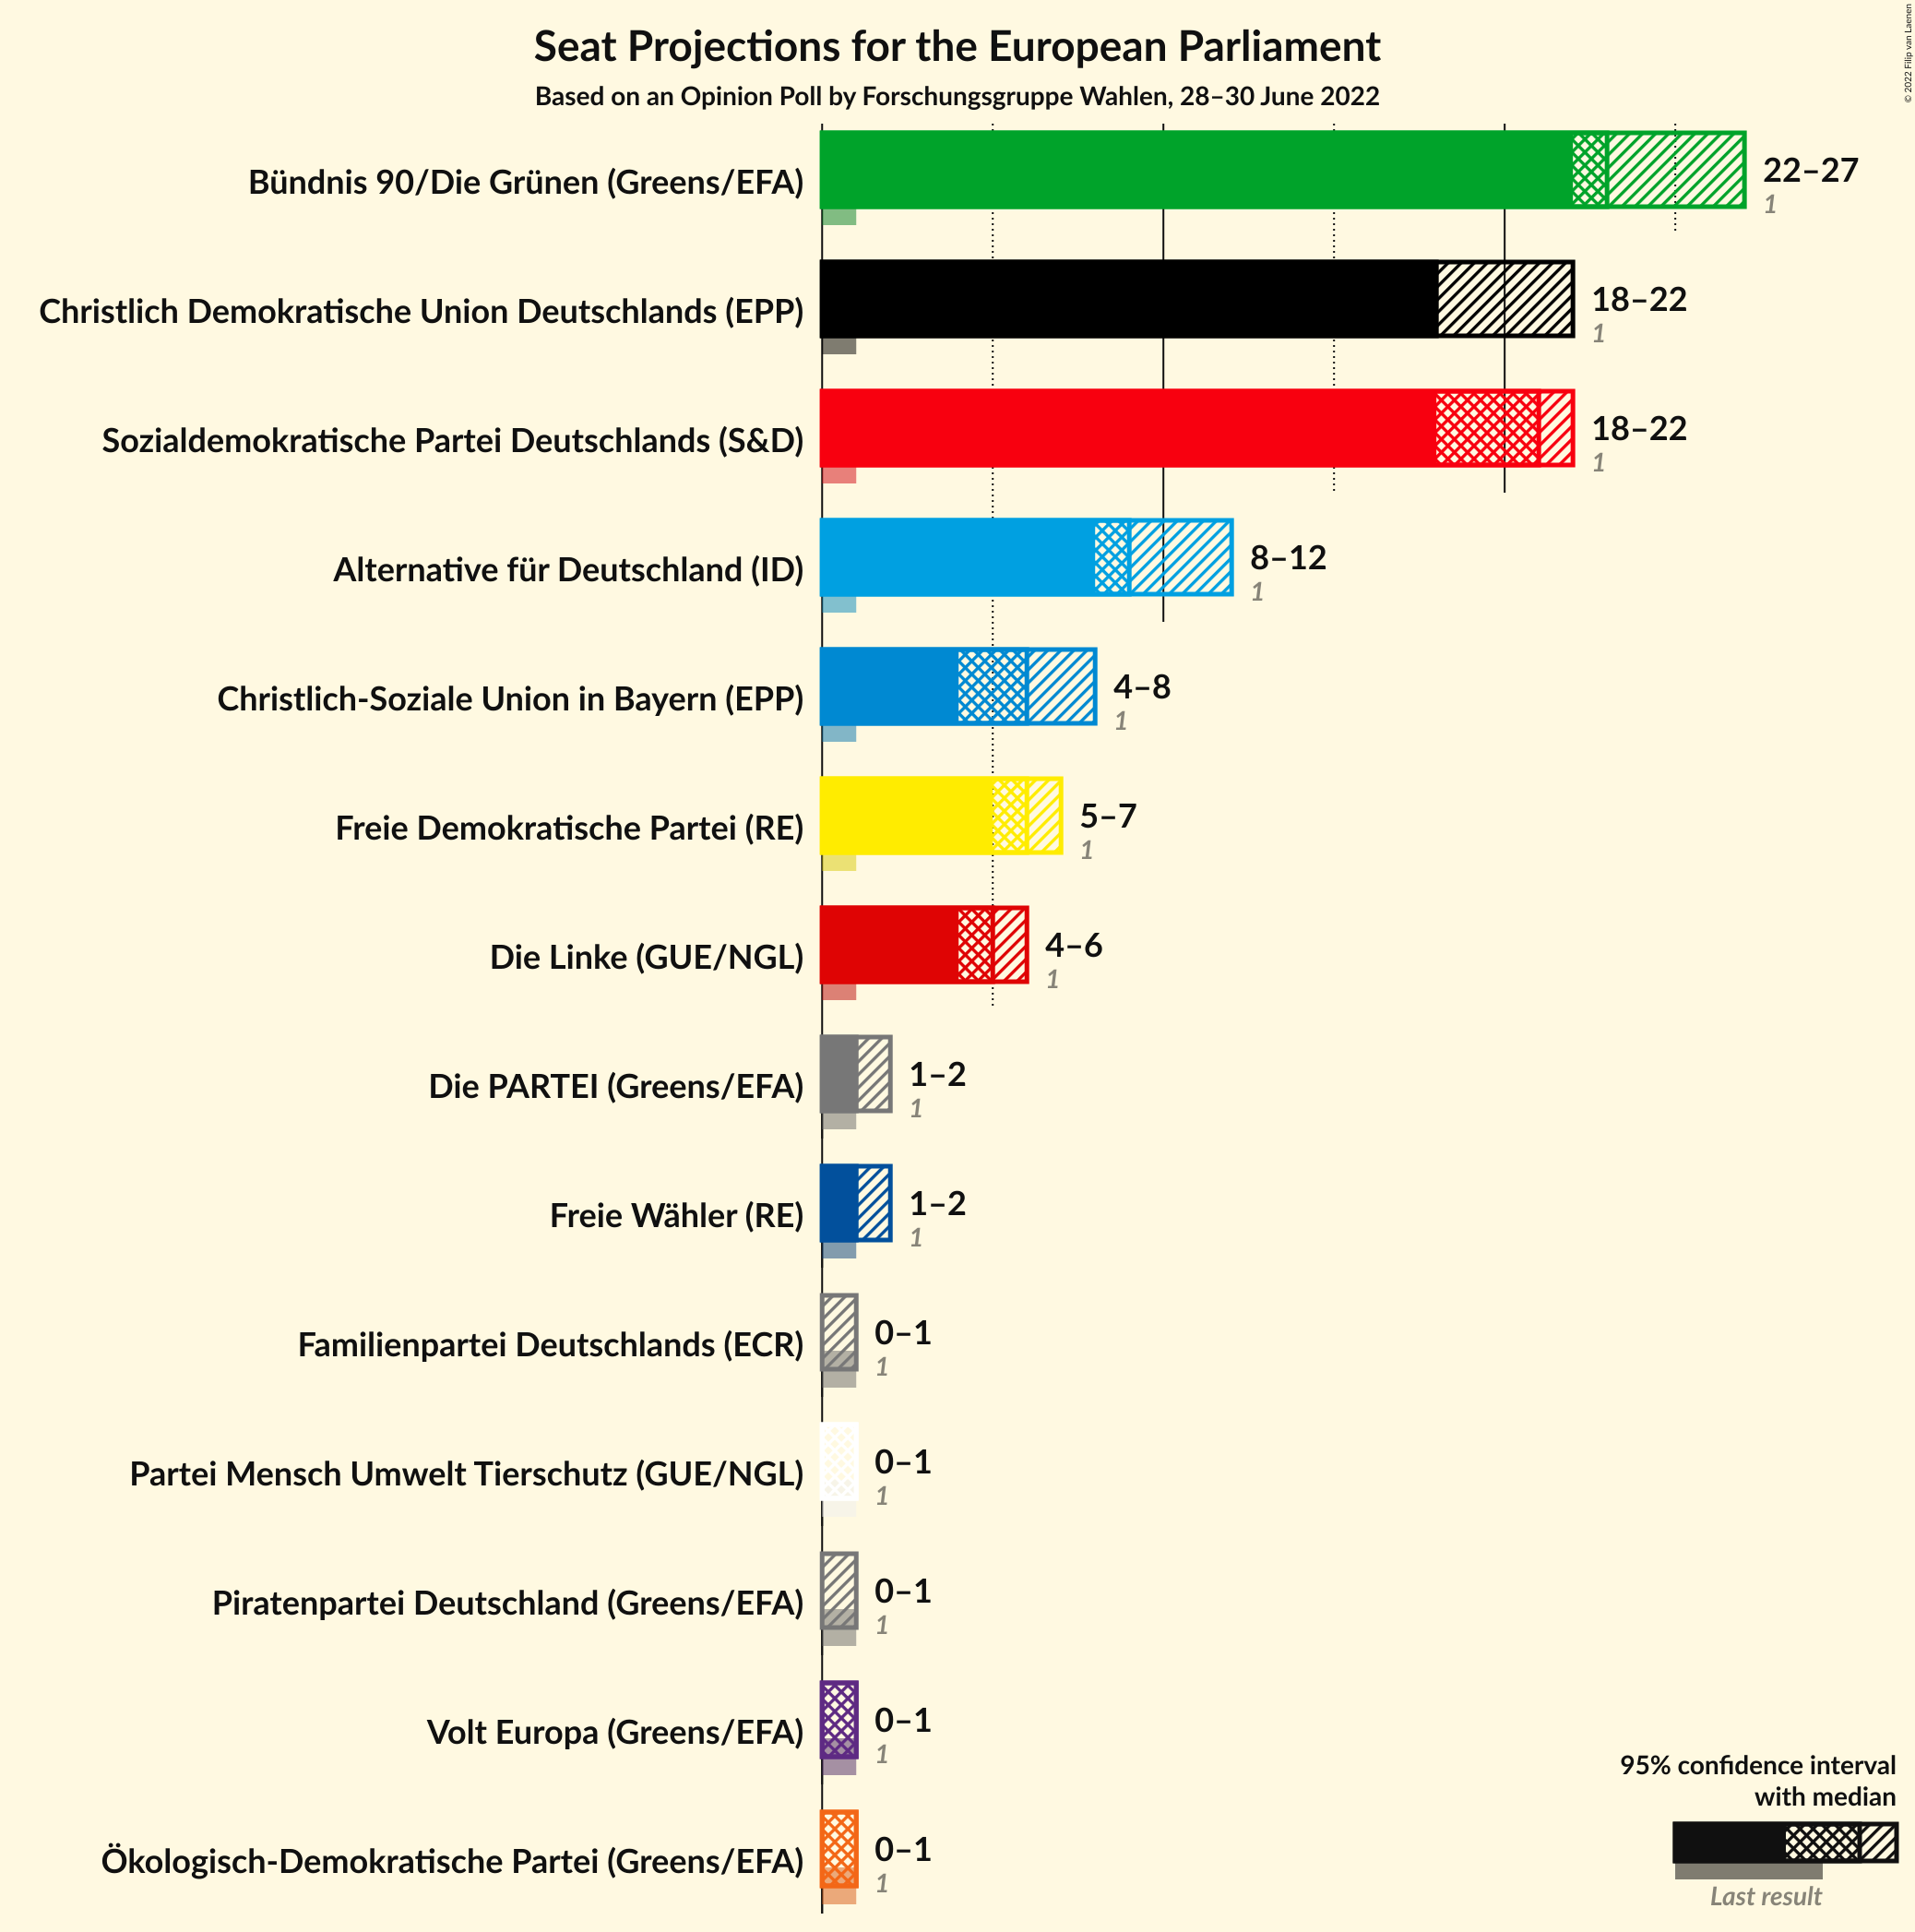 Seat Projections for the European Parliament
Based on an Opinion Poll by Forschungsgruppe Wahlen, 28–30 June 2022
© 2022 Filip van Laenen
Bündnis 90/Die Grünen (Greens/EFA)
22–27
1
Christlich Demokratische Union Deutschlands (EPP)
18–22
1
Sozialdemokratische Partei Deutschlands (S&D)
18–22
1
Alternative für Deutschland (ID)
8–12
1
Christlich-Soziale Union in Bayern (EPP)
4–8
1
Freie Demokratische Partei (RE)
5–7
1
Die Linke (GUE/NGL)
4–6
1
Die PARTEI (Greens/EFA)
1–2
1
Freie Wähler (RE)
1–2
1
Familienpartei Deutschlands (ECR)
0–1
1
Partei Mensch Umwelt Tierschutz (GUE/NGL)
0–1
1
Piratenpartei Deutschland (Greens/EFA)
0–1
1
Volt Europa (Greens/EFA)
0–1
1
Ökologisch-Demokratische Partei (Greens/EFA)
0–1
1
95% confidence interval
with median
Last result